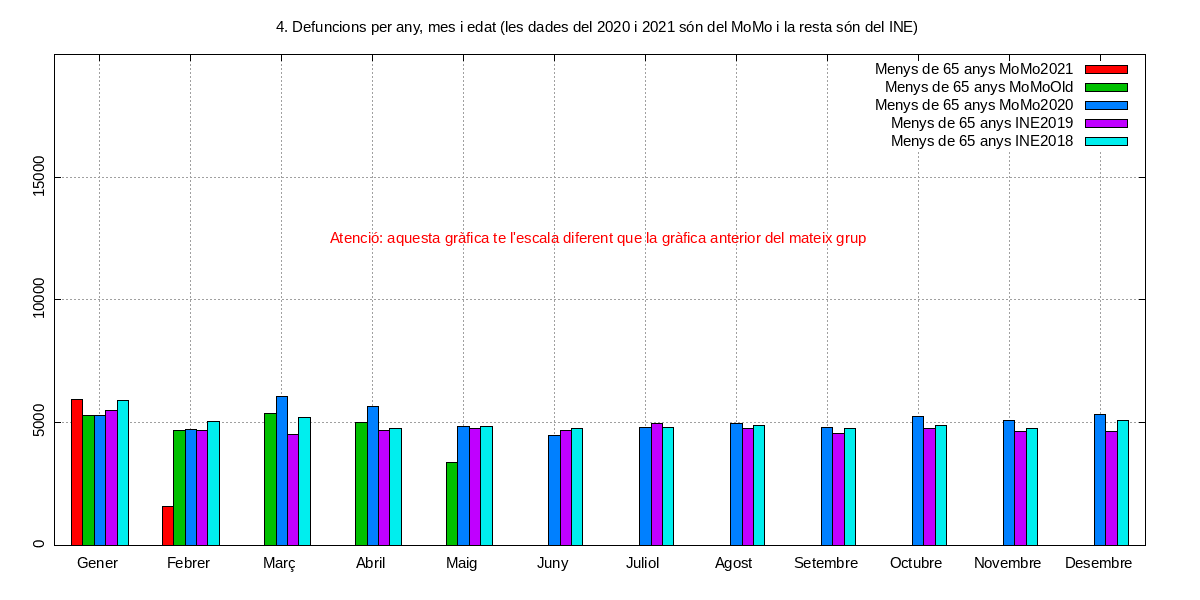 4. Defuncions per any, mes i edat (les dades del 2020 i 2021 són del MoMo i la resta són del INE)
Menys de 65 anys MoMo2021
Menys de 65 anys MoMoOld
Menys de 65 anys MoMo2020
Menys de 65 anys INE2019
Menys de 65 anys INE2018
15000
Atenció: aquesta gràfica te l'escala diferent que la gràfica anterior del mateix grup
10000
5000
0
Gener Febrer Març Abril Maig Juny Juliol Agost Setembre Octubre Novembre Desembre